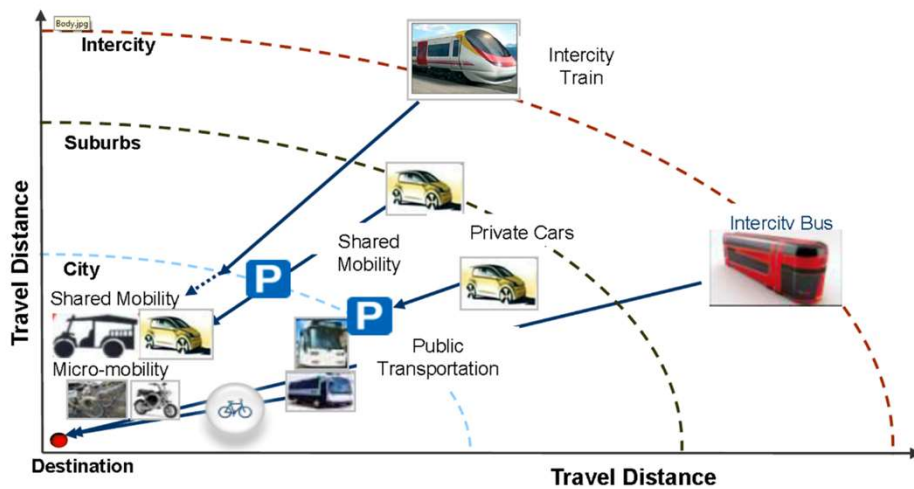 Body.jpg
Intercity
Intercity
Train
Suburbs
Shared
Mobility
Private Cars
Intercity Bus
City
P
P
Shared Mobility
Public
Transportation
Micro-mobility
Destination
Travel Distance
Travel Distance